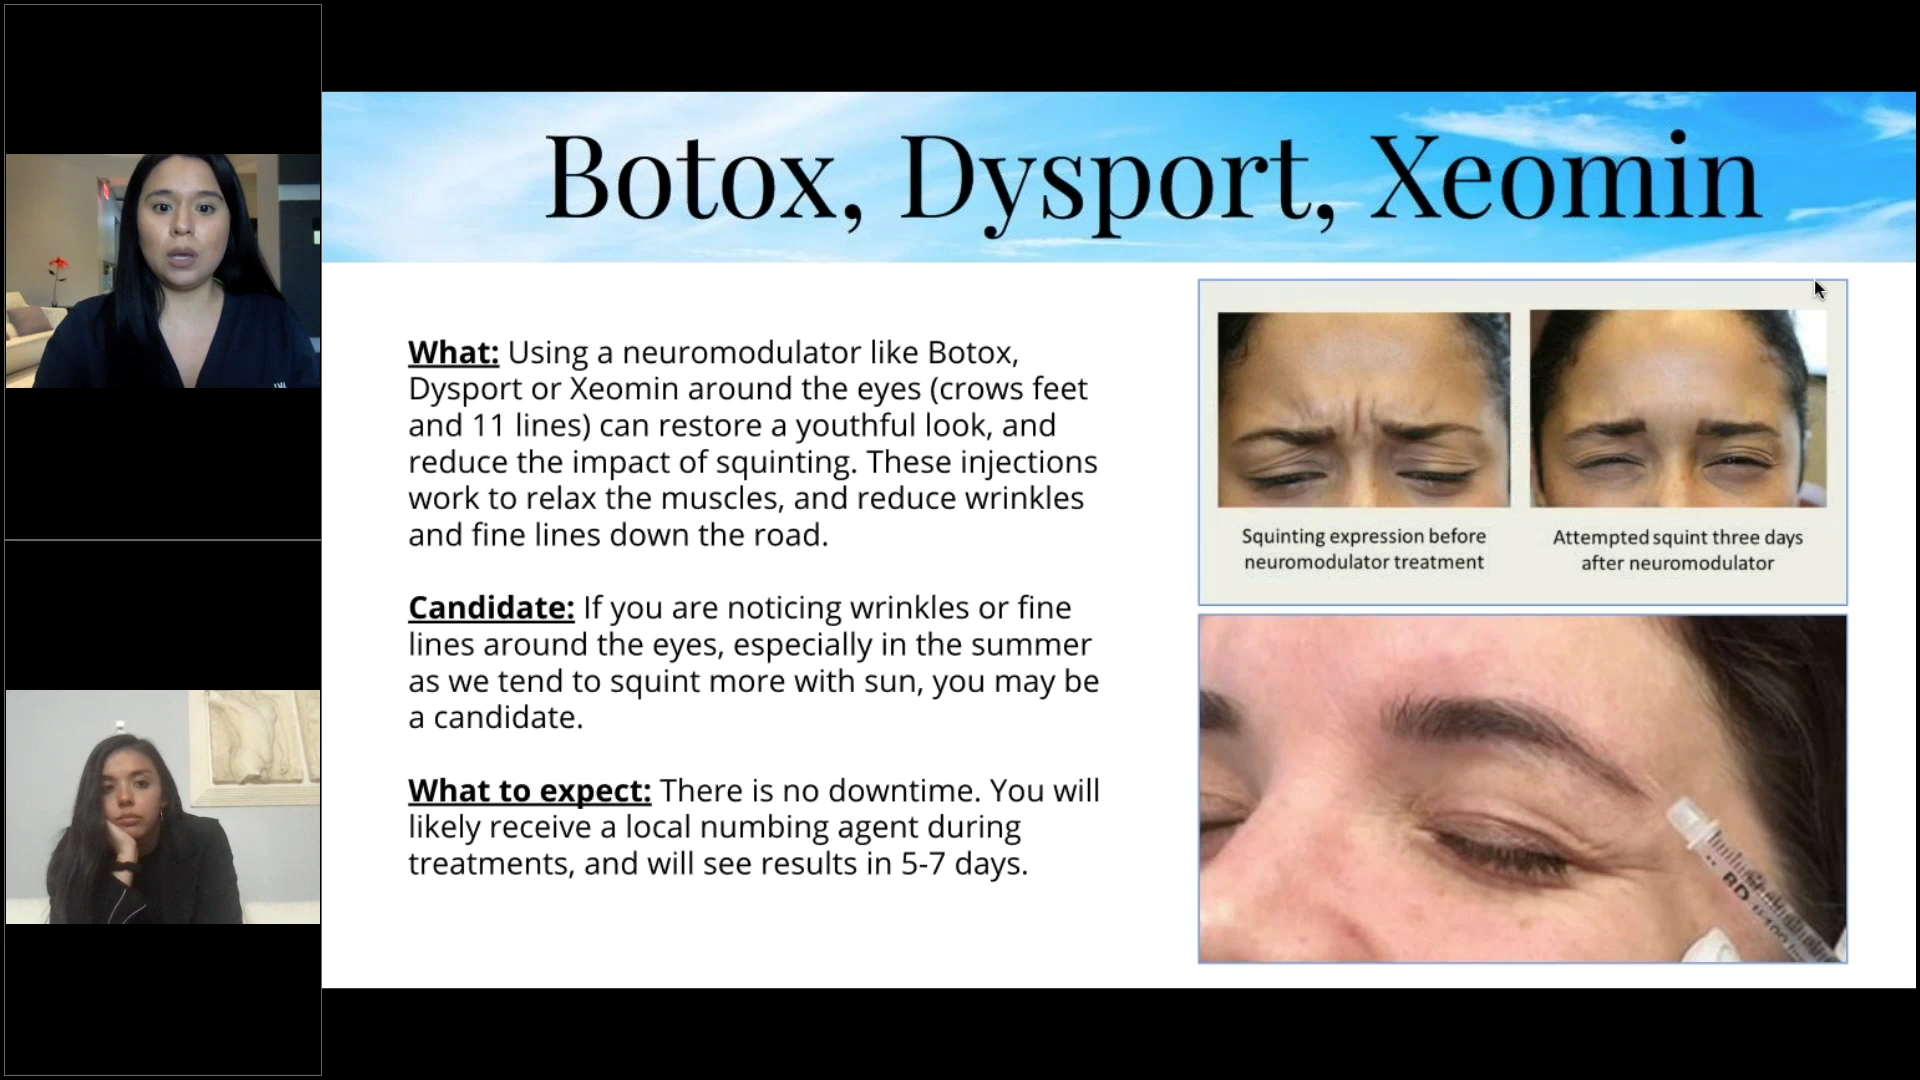 Botox, Dysport, Xeomin
What: Using a neuromodulator like Botox,
Dysport or Xeomin around the eyes (crows feet
and 11 lines) can restore a youthful look, and
reduce the impact of squinting. These injections
work to relax the muscles, and reduce wrinkles
and fine lines down the road.
Candidate: If you are noticing wrinkles or fine
lines around the eyes, especially in the summer
as we tend to squint more with sun, you may be
a candidate.
What to expect: There is no downtime. You will
likely receive a local numbing agent during
treatments, and will see results in 5-7 days.
Squinting expression before
neuromodulator treatment
Attempted squint three days
after neuromodulator
BD